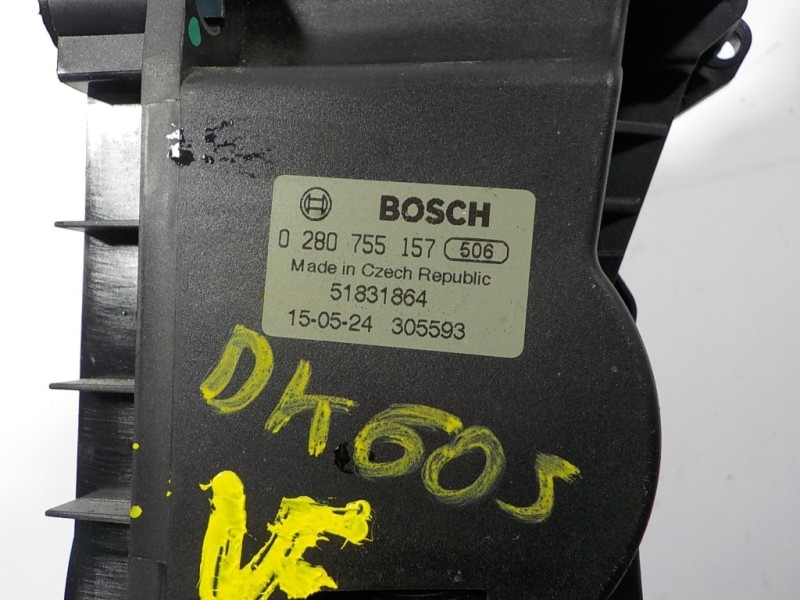 BOSCH
0 280 755 157 506
Made in Czech Republic
51831864
15-05-24 305593
DK605